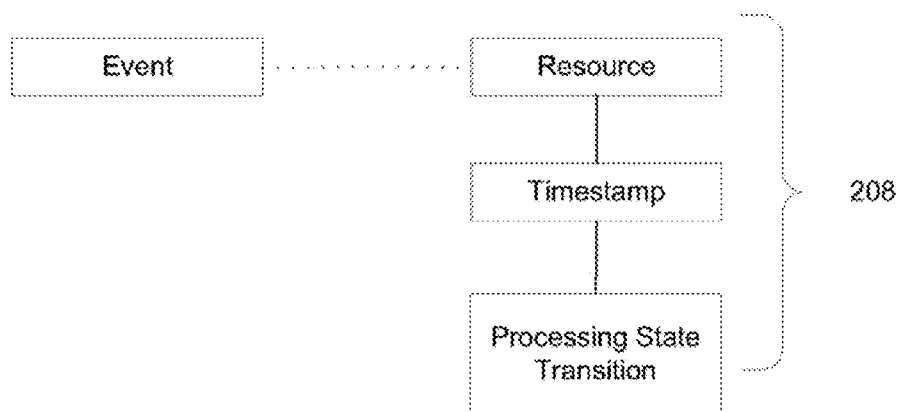 Event
Resource
Timestamp
208
Processing State
Transition